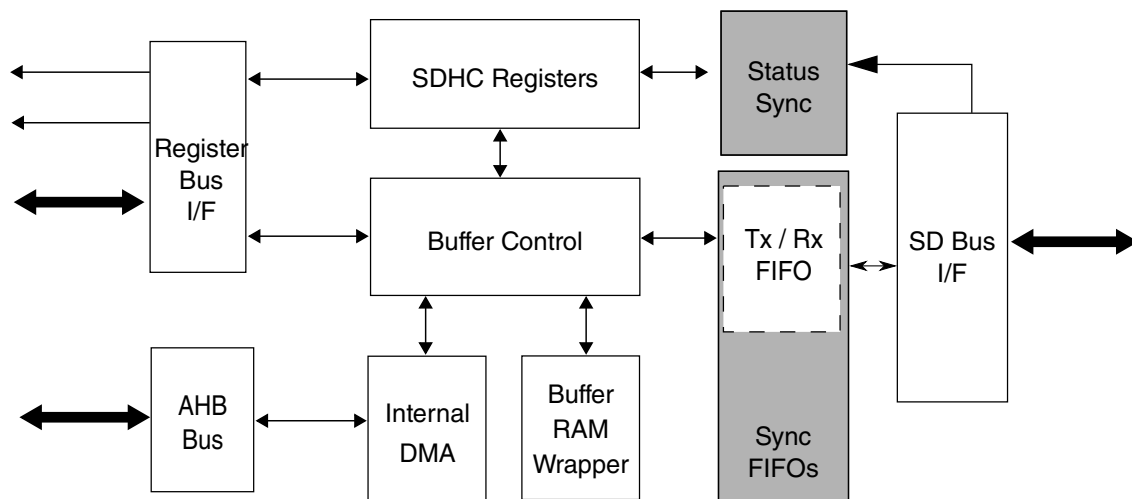 SDHC Registers
Status
Sync
Register
Bus
I/F
Buffer Control
Tx / Rx
FIFO
SD Bus
I/F
AHB
Bus
Internal
DMA
Buffer
RAM
Wrapper
Sync
FIFOs